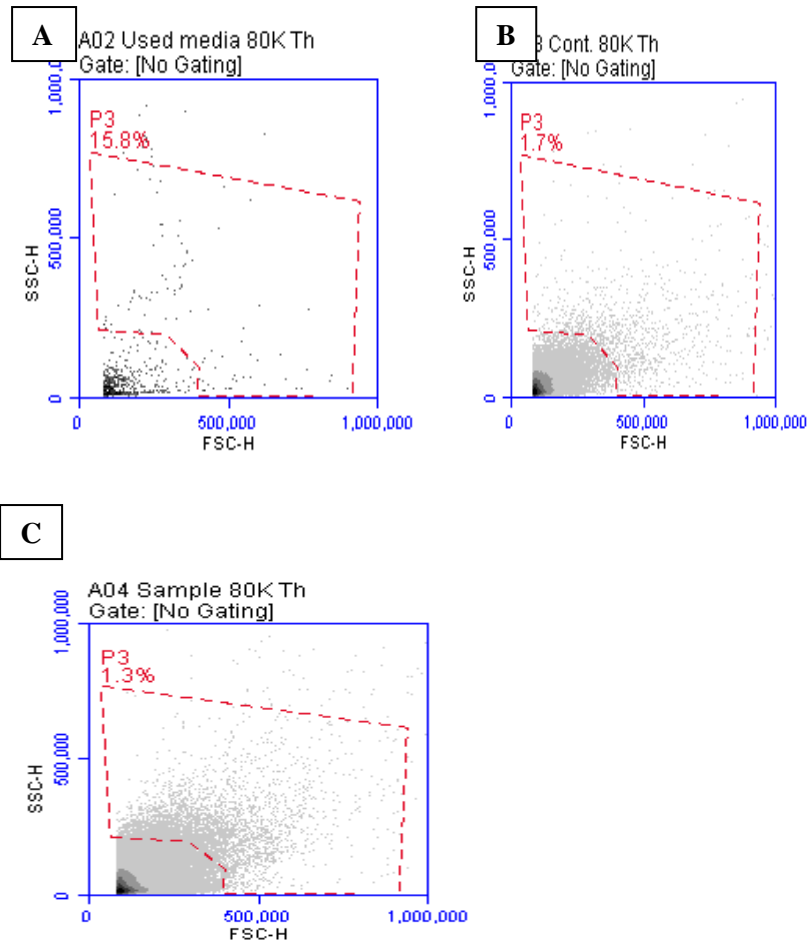 A
A02 Used media 80K Th
Gate: [No Gating]
1,000,0
500,000
0
SSC-H
P3
15.8%
0
500,000
1,000,000
FSC-H
B
3 Cont. 80K Th
Gate: [No Gating]
1,000,0
500,000
0
SSC-H
P3
1.7%
0
500,000
1,000,000
FSC-H
C
A04 Sample 80K Th
Gate: [No Gating]
1,000,000
500,000
0
SSC-H
P3
1.3%
0
500,000
1,000,000
FSC-H